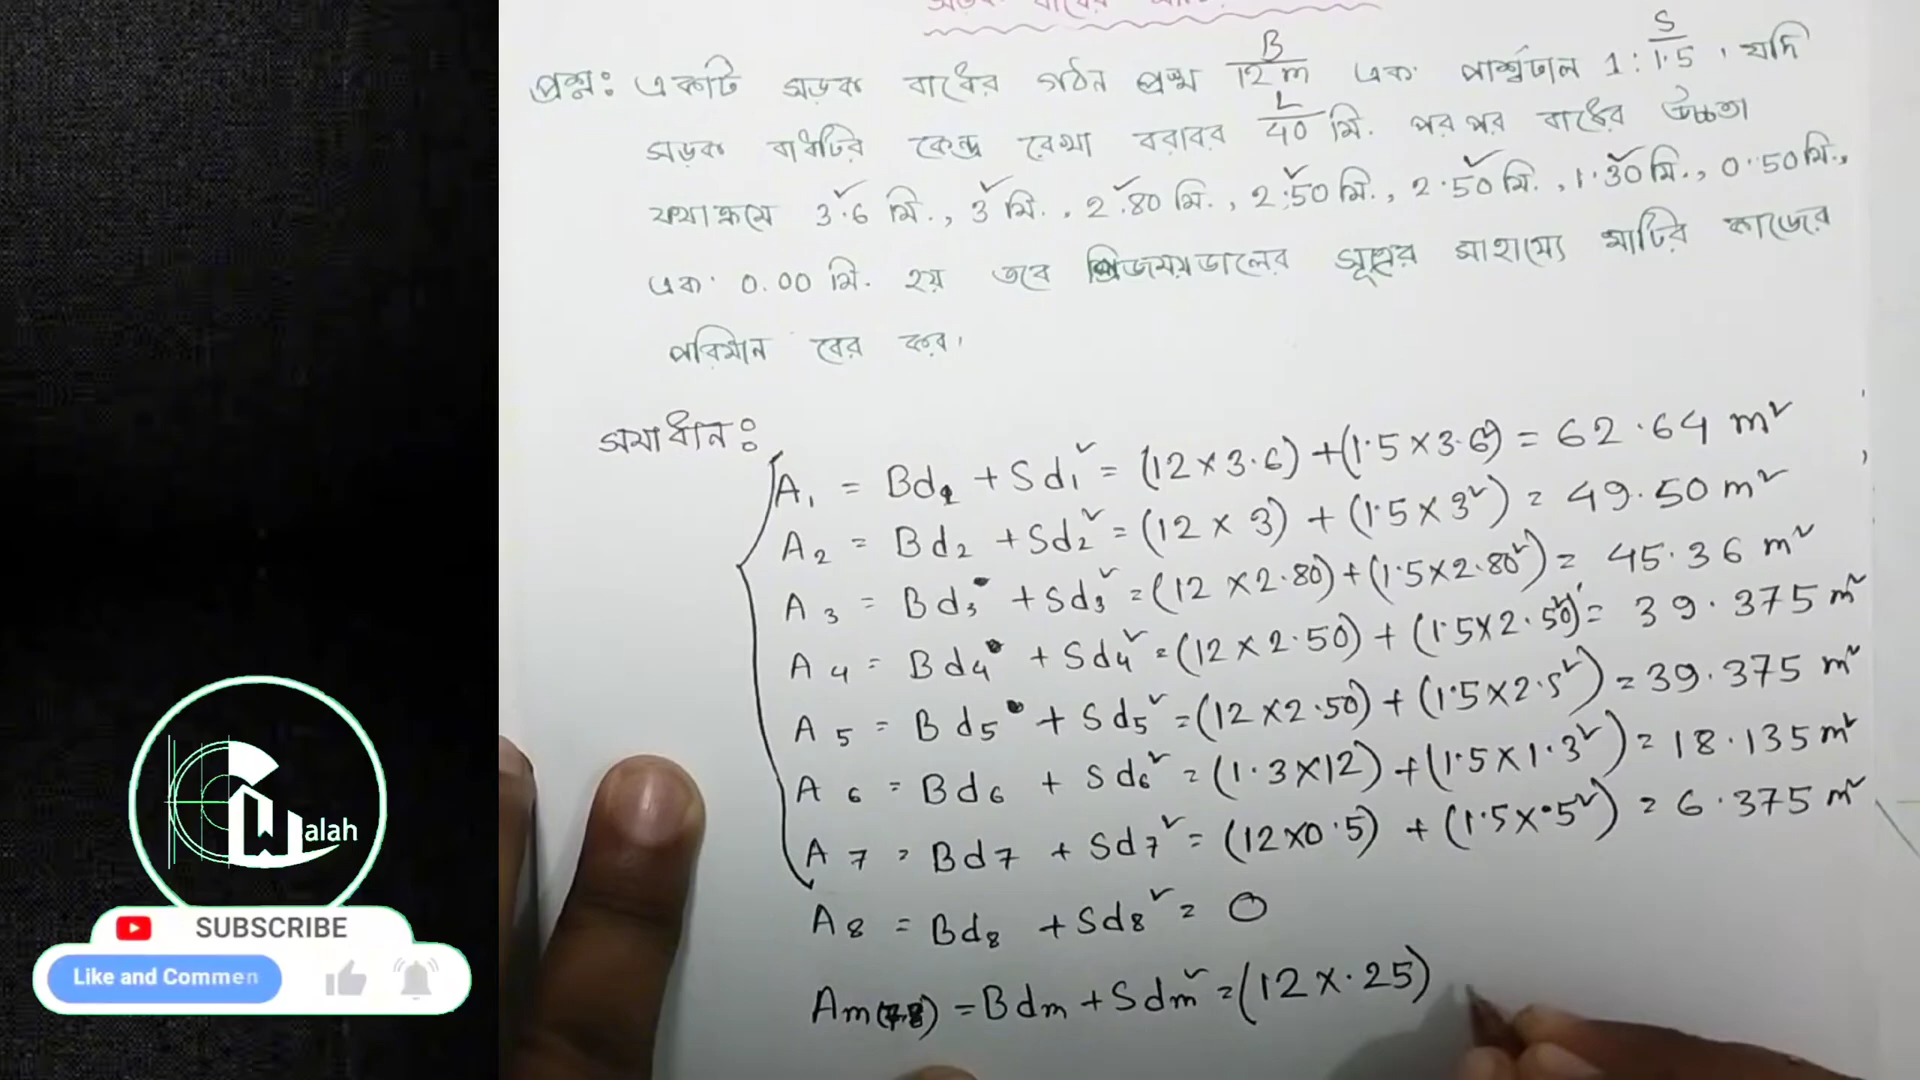 প্রশ্ন: একটি সড়ক বাধের গঠন প্রস্থ B 12 m এবং পার্শ্বঢাল 1 : S 1.5 , যদি
সড়ক বাধটির কেন্দ্র রেখা বরাবর L 40 মি. পর পর বাধের উচ্চতা
যথাক্রমে 3.6 মি., 3 মি., 2.80 মি., 2.50 মি., 2.50 মি., 1.30 মি., 0.50 মি.,
এবং 0.00 মি. হয় তবে প্রিজময়ডালের সূত্রের মাধ্যমে মাটির কাজের
পরিমান বের কর।
সমাধান:
A₁ = Bd₁ + Sd₁² = (12 × 3.6) + (1.5 × 3.6²) = 62.64 m²
A₂ = Bd₂ + Sd₂² = (12 × 3) + (1.5 × 3²) = 49.50 m²
A₃ = Bd₃ + Sd₃² = (12 × 2.80) + (1.5 × 2.80²) = 45.36 m²
A₄ = Bd₄ + Sd₄² = (12 × 2.50) + (1.5 × 2.50²) = 39.375 m²
A₅ = Bd₅ + Sd₅² = (12 × 2.50) + (1.5 × 2.5²) = 39.375 m²
A₆ = Bd₆ + Sd₆² = (1.3 × 12) + (1.5 × 1.3²) = 18.135 m²
A₇ = Bd₇ + Sd₇² = (12 × 0.5) + (1.5 × .5²) = 6.375 m²
A₈ = Bd₈ + Sd₈² = 0
Am(7-8) = Bdm + Sdm² = (12 × .25)
Walah
SUBSCRIBE
Like and Commen